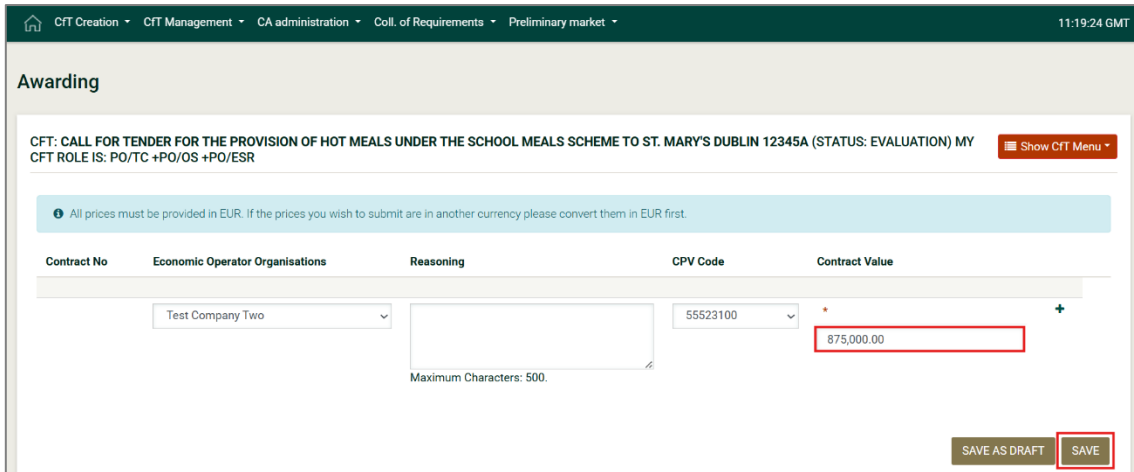 CfT Creation CfT Management CA administration Coll. of Requirements Preliminary market 11:19:24 GMT
Awarding
CFT: CALL FOR TENDER FOR THE PROVISION OF HOT MEALS UNDER THE SCHOOL MEALS SCHEME TO ST. MARY'S DUBLIN 12345A (STATUS: EVALUATION) MY
CFT ROLE IS: PO/TC +PO/OS +PO/ESR
Show CfT Menu
All prices must be provided in EUR. If the prices you wish to submit are in another currency please convert them in EUR first.
Contract No Economic Operator Organisations Reasoning CPV Code Contract Value
Test Company Two 55523100 * +
875,000.00
Maximum Characters: 500.
SAVE AS DRAFT SAVE